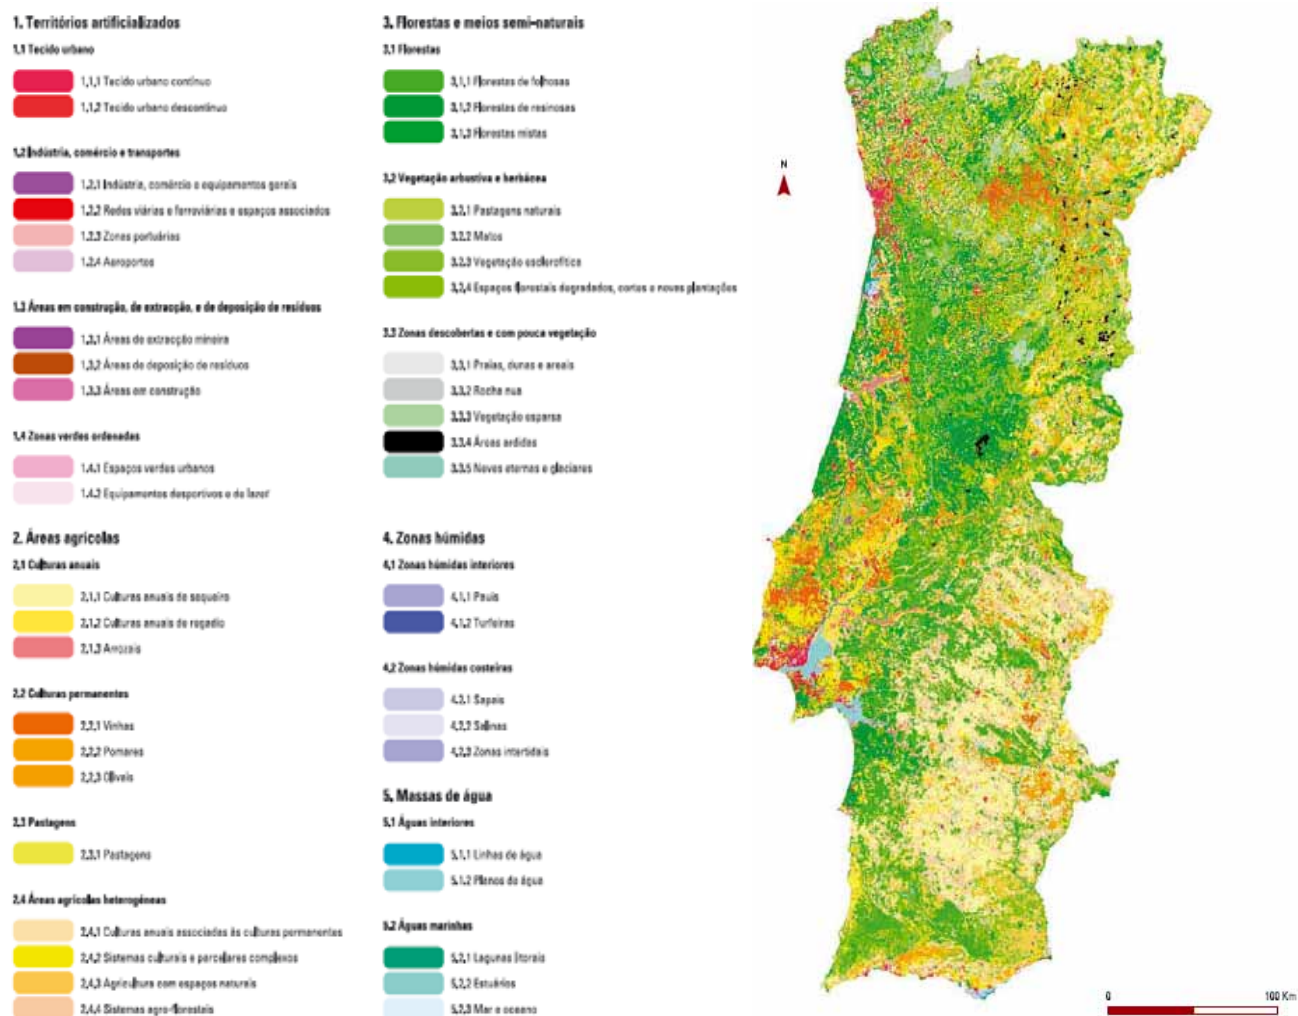 1. Territórios artificializados
1.1 Tecido urbano
1.1.1 Tecido urbano contínuo
1.1.2 Tecido urbano descontínuo
1.2 Indústria, comércio e transportes
1.2.1 Indústria, comércio e equipamentos gerais
1.2.2 Redes viárias e ferroviárias e espaços associados
1.2.3 Zonas portuárias
1.2.4 Aeroportos
1.3 Áreas em construção, de extracção, e de deposição de resíduos
1.3.1 Áreas de extracção mineira
1.3.2 Áreas de deposição de resíduos
1.3.3 Áreas em construção
1.4 Zonas verdes ordenadas
1.4.1 Espaços verdes urbanos
1.4.2 Equipamentos desportivos e de lazer
2. Áreas agrícolas
2.1 Culturas anuais
2.1.1 Culturas anuais de sequeiro
2.1.2 Culturas anuais de regadio
2.1.3 Arrozais
2.2 Culturas permanentes
2.2.1 Vinhas
2.2.2 Pomares
2.2.3 Olivais
2.3 Pastagens
2.3.1 Pastagens
2.4 Áreas agrícolas heterogéneas
2.4.1 Culturas anuais associadas às culturas permanentes
2.4.2 Sistemas culturais e parcelares complexos
2.4.3 Agricultura com espaços naturais
2.4.4 Sistemas agro-florestais
3. Florestas e meios semi-naturais
3.1 Florestas
3.1.1 Florestas de folhosas
3.1.2 Florestas de resinosas
3.1.3 Florestas mistas
3.2 Vegetação arbustiva e herbácea
3.2.1 Pastagens naturais
3.2.2 Matos
3.2.3 Vegetação esclerofítica
3.2.4 Espaços florestais degradados, cortes e novas plantações
3.3 Zonas descobertas e com pouca vegetação
3.3.1 Praias, dunas e areais
3.3.2 Rocha nua
3.3.3 Vegetação esparsa
3.3.4 Áreas ardidas
3.3.5 Neves eternas e glaciares
4. Zonas húmidas
4.1 Zonas húmidas interiores
4.1.1 Pauis
4.1.2 Turfeiras
4.2 Zonas húmidas costeiras
4.2.1 Sapais
4.2.2 Salinas
4.2.3 Zonas intertidais
5. Massas de água
5.1 Águas interiores
5.1.1 Linhas de água
5.1.2 Planos de água
5.2 Águas marinhas
5.2.1 Lagunas litorais
5.2.2 Estuários
5.2.3 Mar e oceano
N
0 100 Km